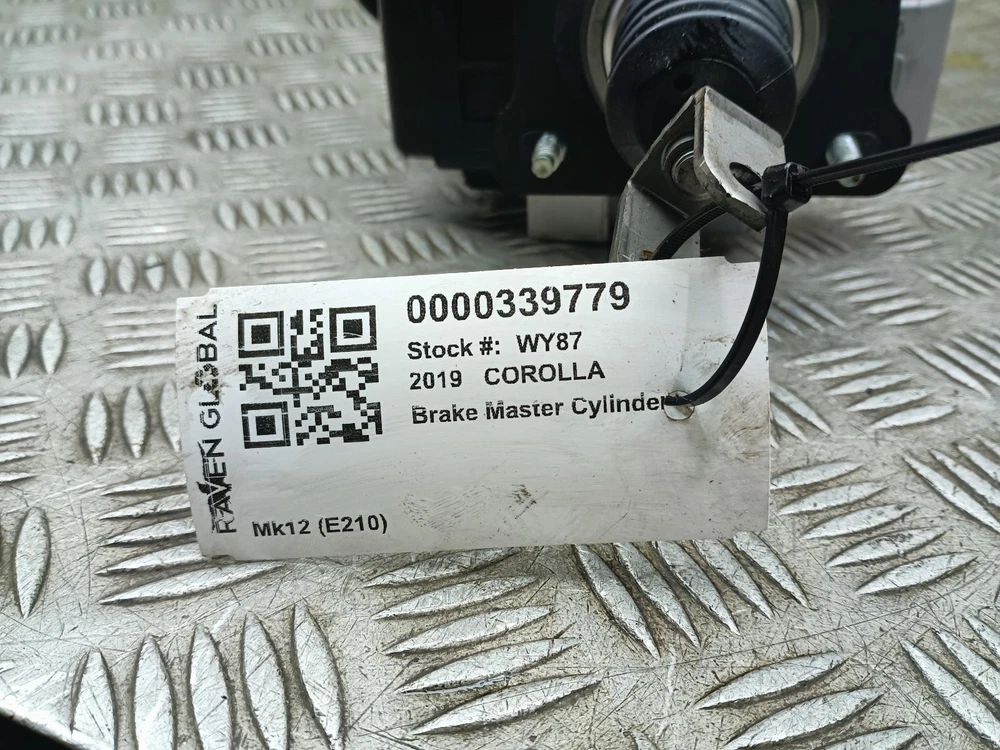 RAVEN GLOBAL
0000339779
Stock #: WY87
2019 COROLLA
Brake Master Cylinder
Mk12 (E210)